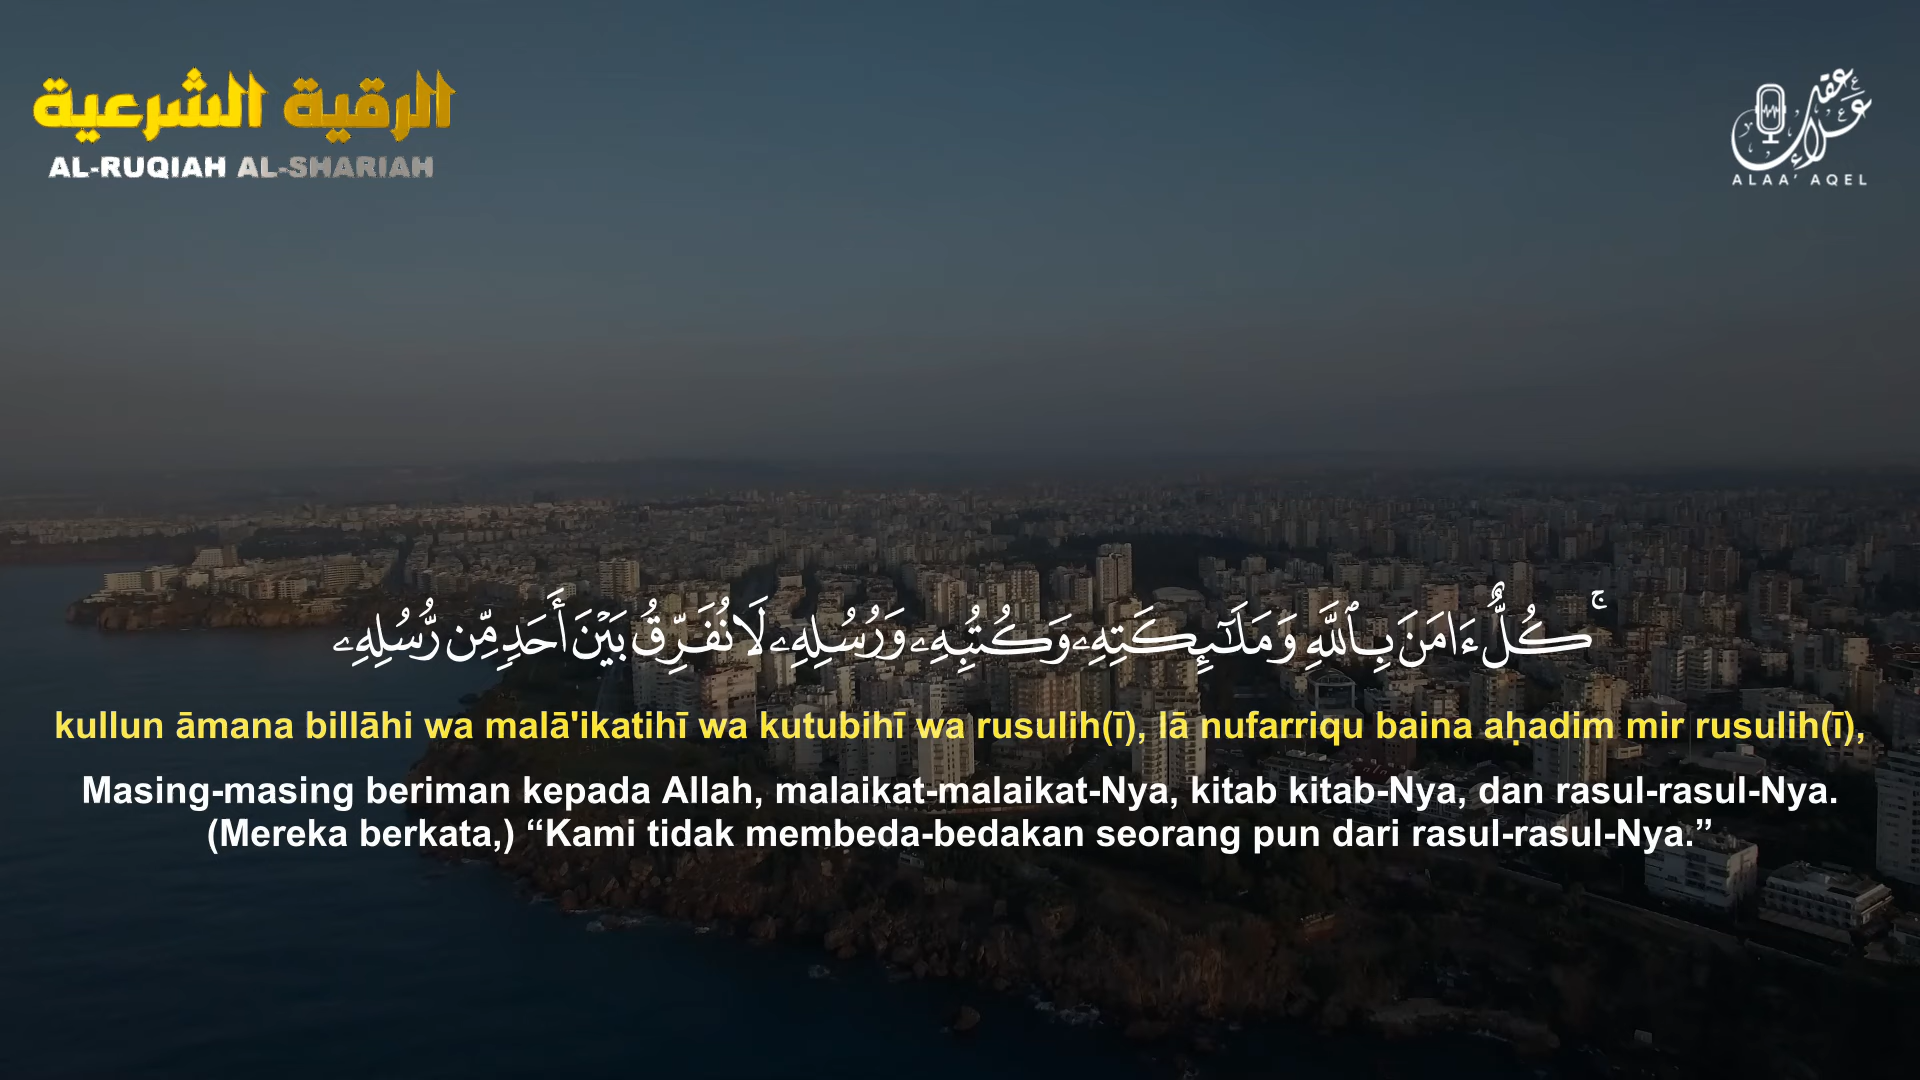 الرقية الشرعية
AL-RUQIAH AL-SHARIAH
علاء عقل
ALAA' AQEL
ۚ كُلٌّ ءَامَنَ بِٱللَّهِ وَمَلَـٰٓئِكَتِهِۦ وَكُتُبِهِۦ وَرُسُلِهِۦ لَا نُفَرِّقُ بَيْنَ أَحَدٍ مِّن رُّسُلِهِۦ
kullun āmana billāhi wa malā'ikatihī wa kutubihī wa rusulih(ī), lā nufarriqu baina aḥadim mir rusulih(ī),
Masing-masing beriman kepada Allah, malaikat-malaikat-Nya, kitab kitab-Nya, dan rasul-rasul-Nya.
(Mereka berkata,) “Kami tidak membeda-bedakan seorang pun dari rasul-rasul-Nya.”